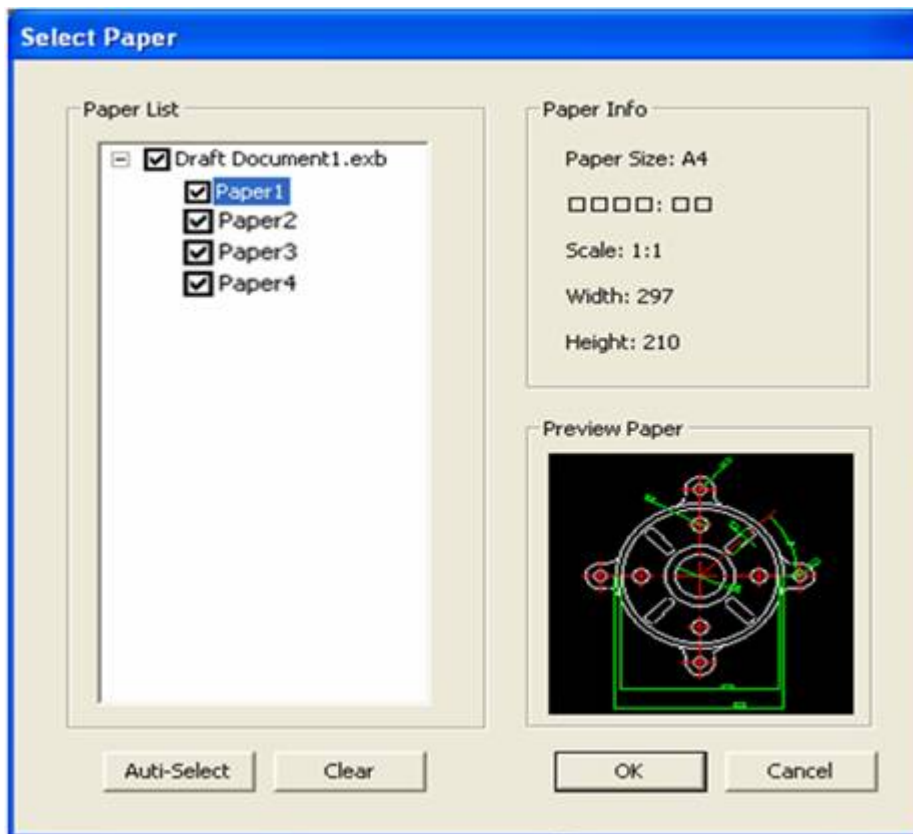 Select Paper
Paper List
Draft Document1.exb
Paper1
Paper2
Paper3
Paper4
Paper Info
Paper Size: A4
□□□□: □□
Scale: 1:1
Width: 297
Height: 210
Preview Paper
Auti-Select
Clear
OK
Cancel